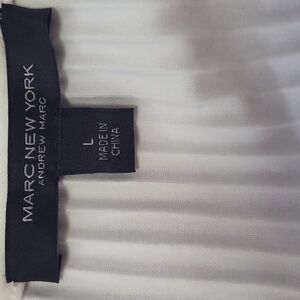 MARC NEW YORK
ANDREW MARC
L
MADE IN
CHINA